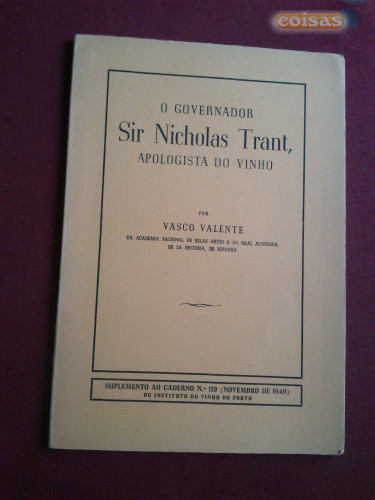 coisas
O GOVERNADOR
Sir Nicholas Trant,
APOLOGISTA DO VINHO
POR
VASCO VALENTE
DA ACADEMIA NACIONAL DE BELAS ARTES E DA REAL ACADEMIA
DE LA HISTORIA, DE ESPANHA
SUPLEMENTO AO CADERNO N.º 119 (NOVEMBRO DE 1949)
DO INSTITUTO DO VINHO DO PORTO